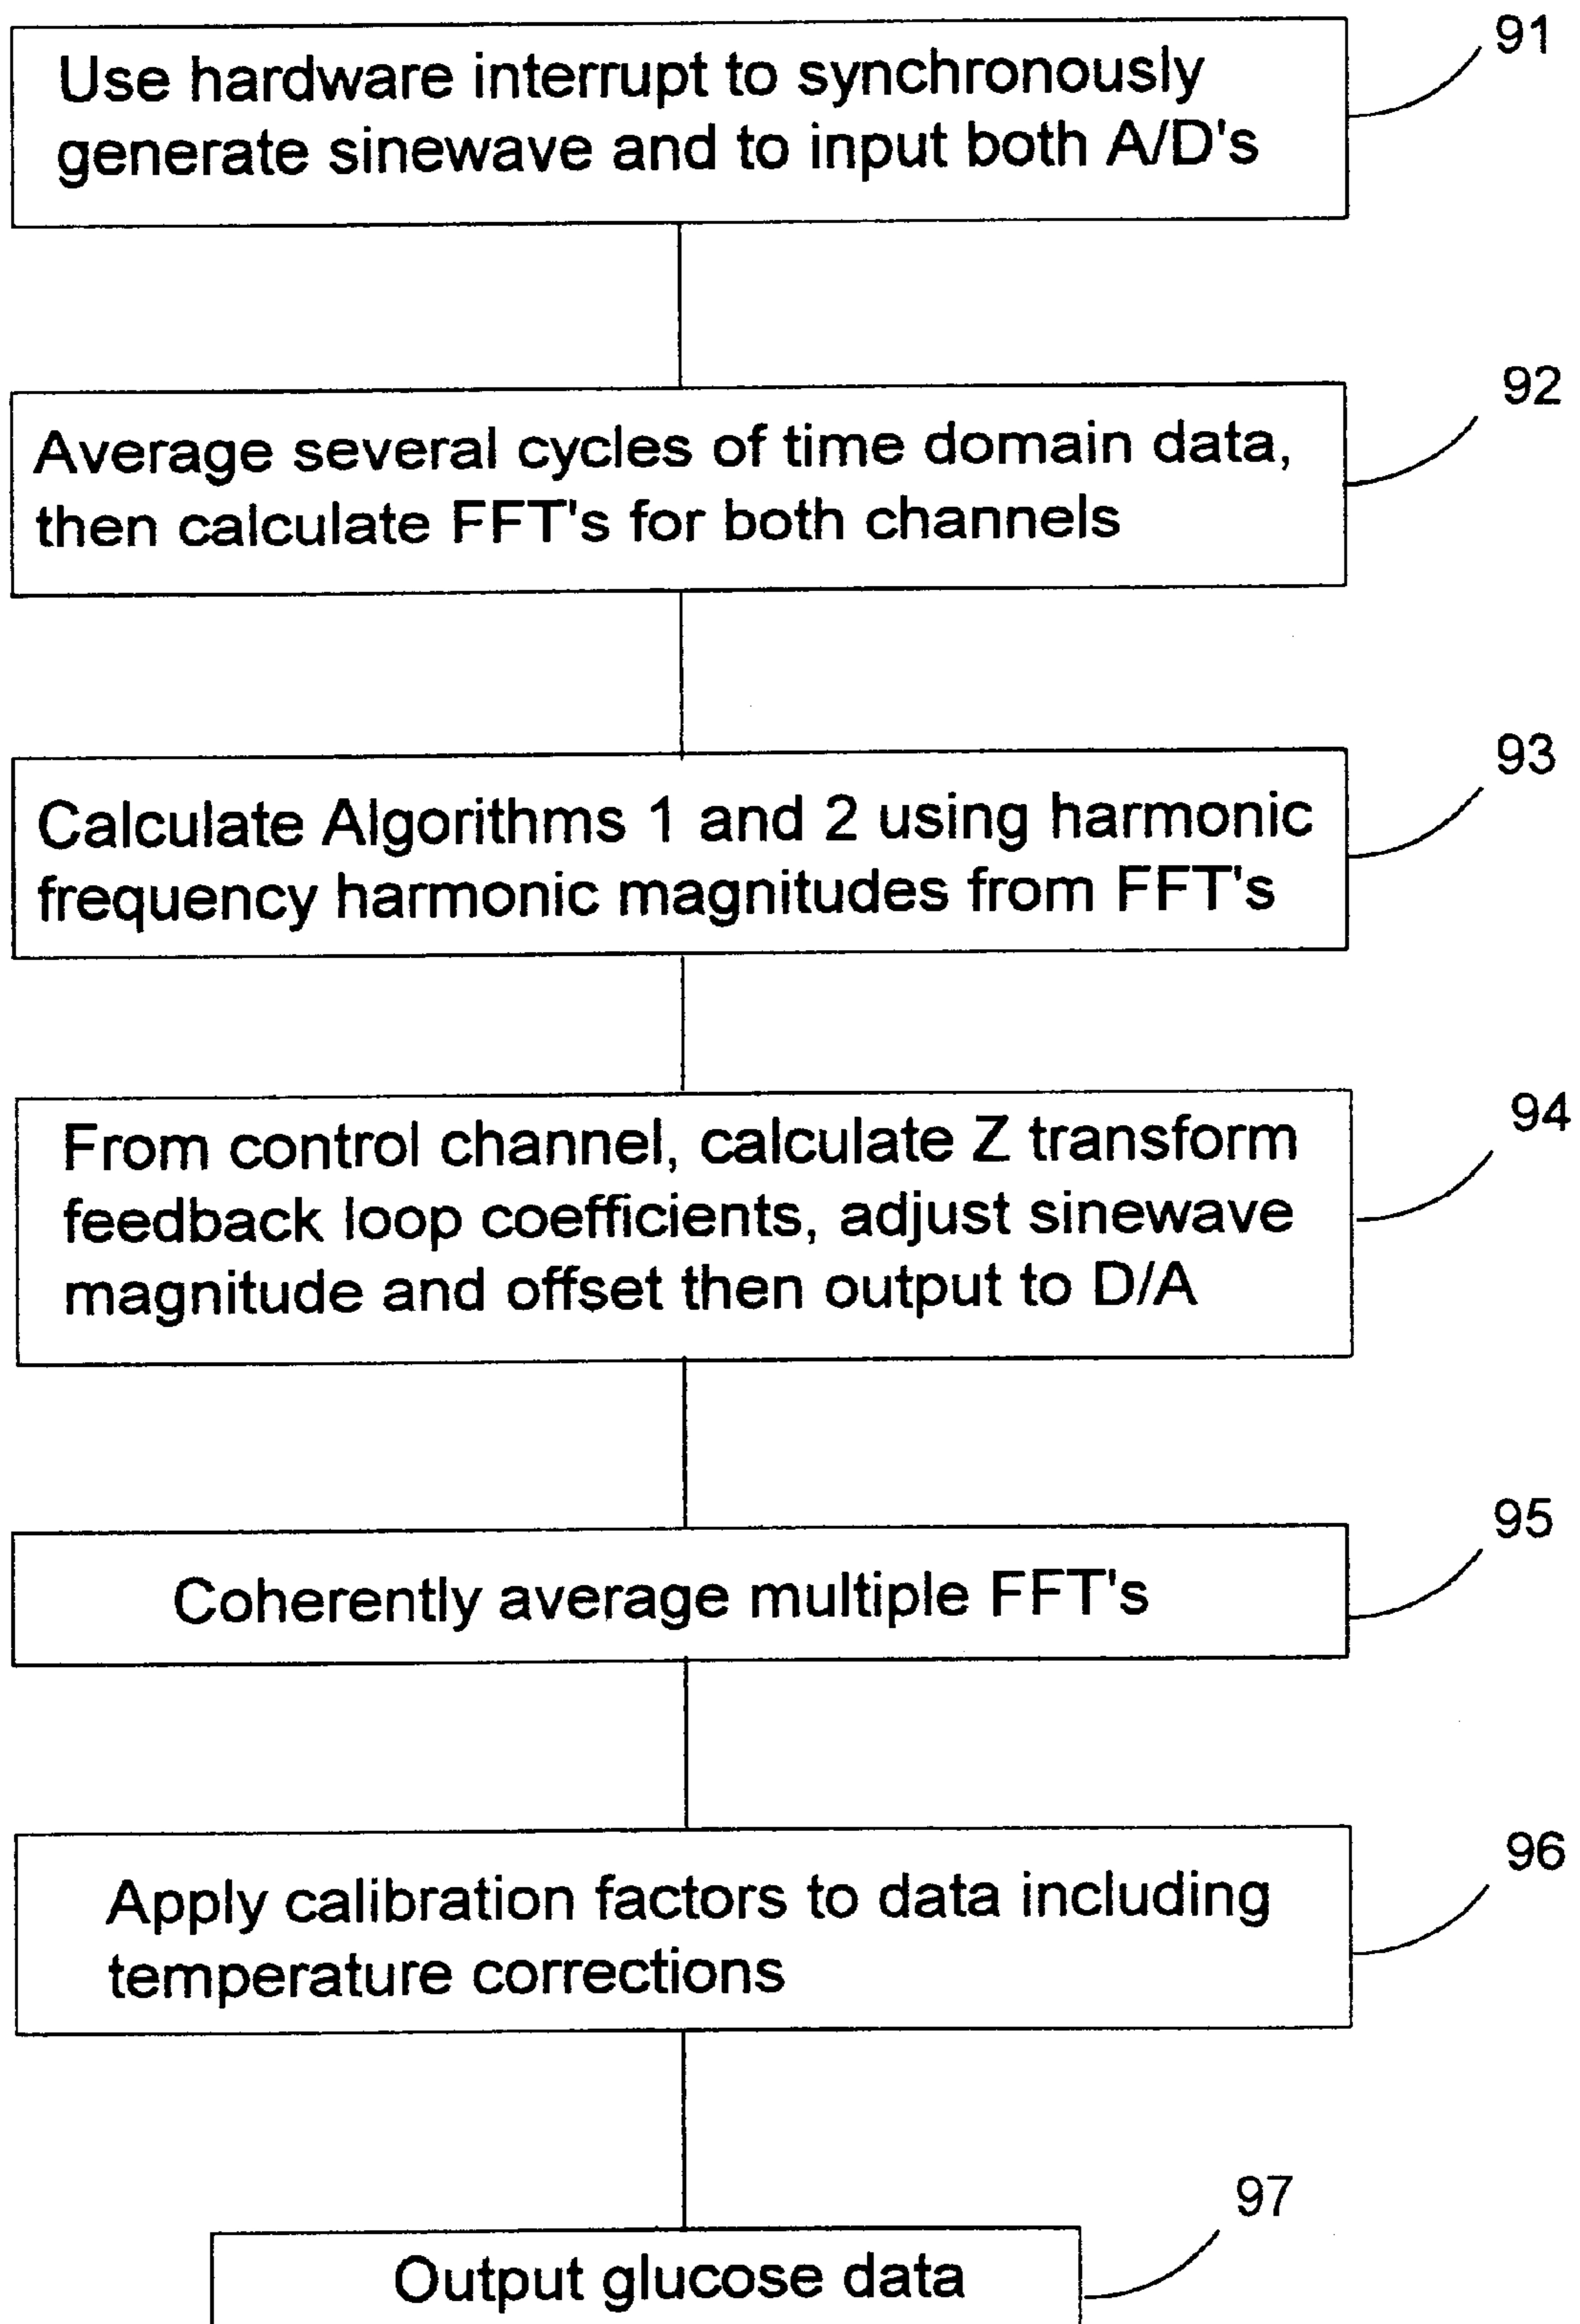 91
Use hardware interrupt to synchronously
generate sinewave and to input both A/D's
92
Average several cycles of time domain data,
then calculate FFT's for both channels
93
Calculate Algorithms 1 and 2 using harmonic
frequency harmonic magnitudes from FFT's
94
From control channel, calculate Z transform
feedback loop coefficients, adjust sinewave
magnitude and offset then output to D/A
95
Coherently average multiple FFT's
96
Apply calibration factors to data including
temperature corrections
97
Output glucose data